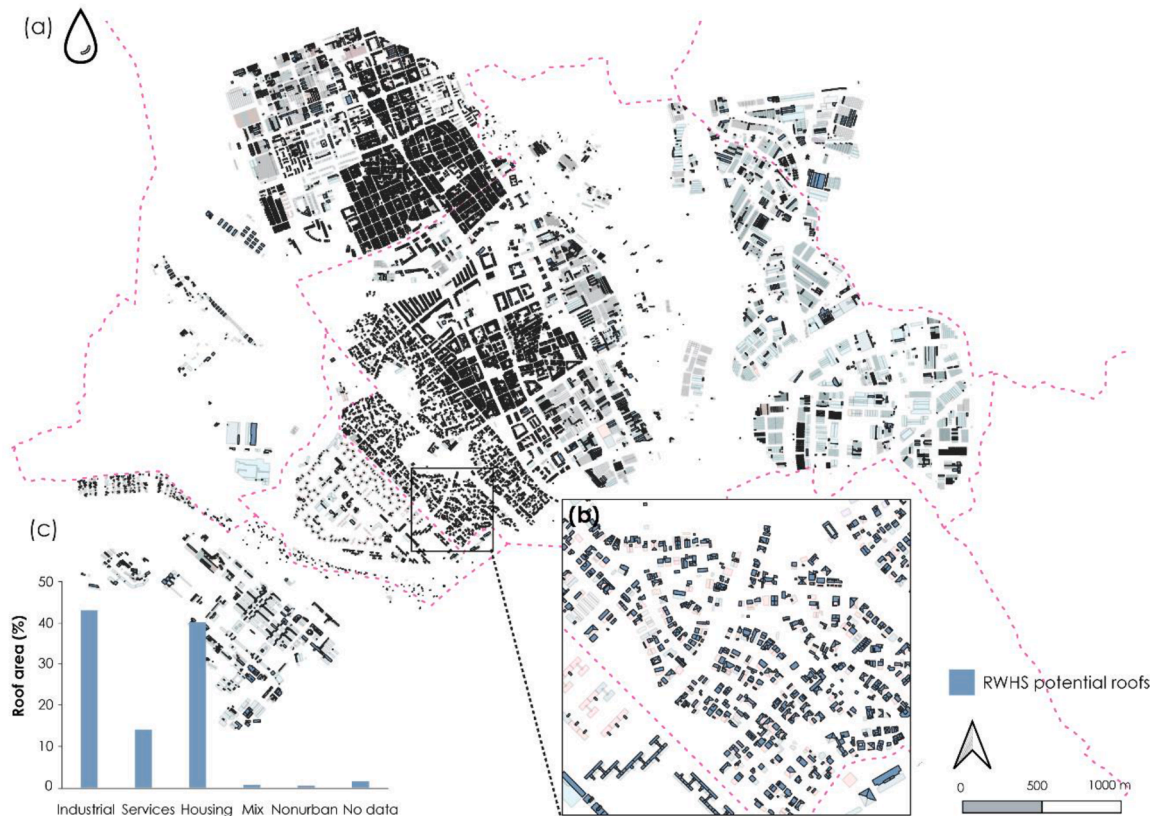 (a)
(b)
(c)
50
40
30
20
10
0
Roof area (%)
Industrial Services Housing Mix Nonurban No data
RWHS potential roofs
0 500 1000 m